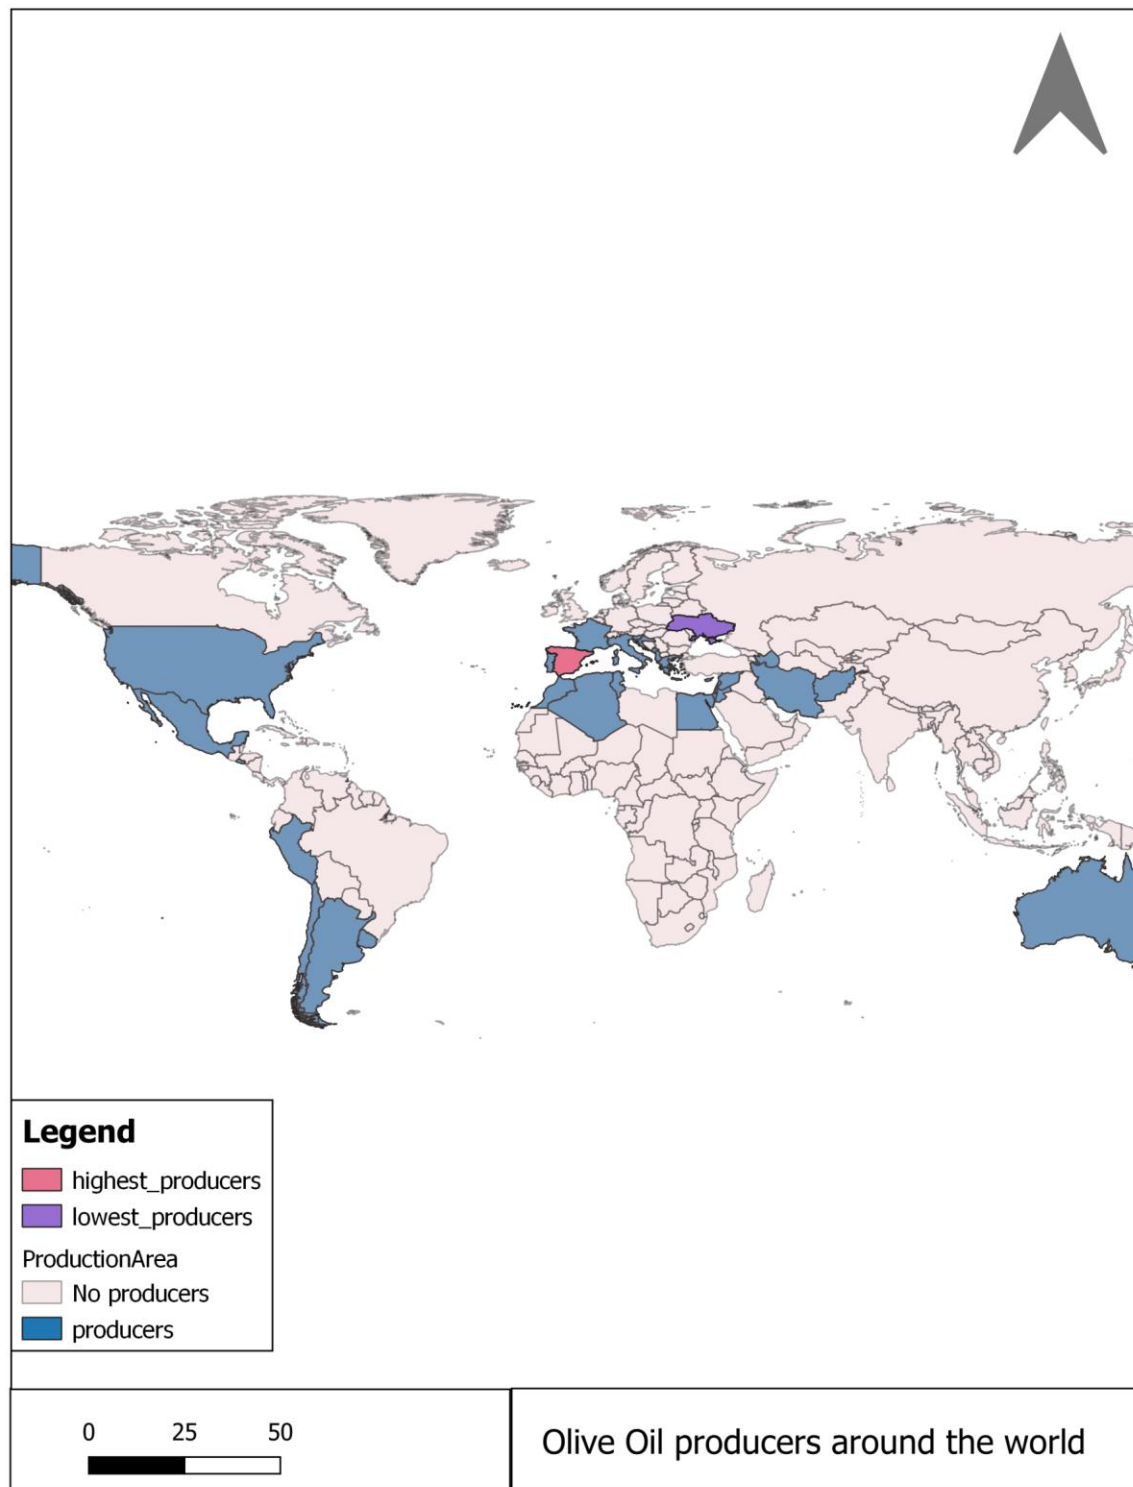 Legend
highest_producers
lowest_producers
ProductionArea
No producers
producers
0 25 50
Olive Oil producers around the world